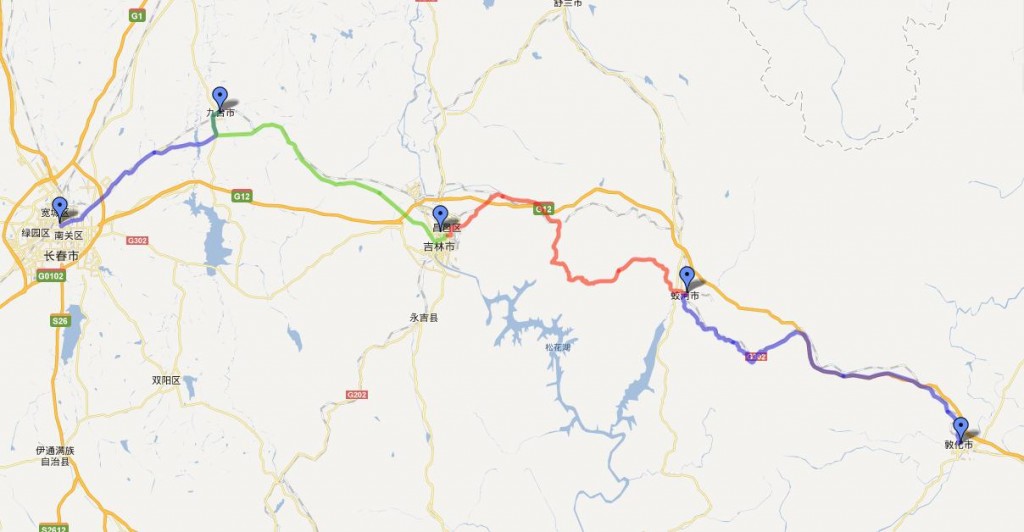 舒兰市
G1
九台市
宽城区
绿园区
南关区
长春市
G0102
G302
G12
昌邑区
吉林市
G12
S26
永吉县
松花湖
蛟河市
G302
双阳区
G202
伊通满族
自治县
敦化市
S2612